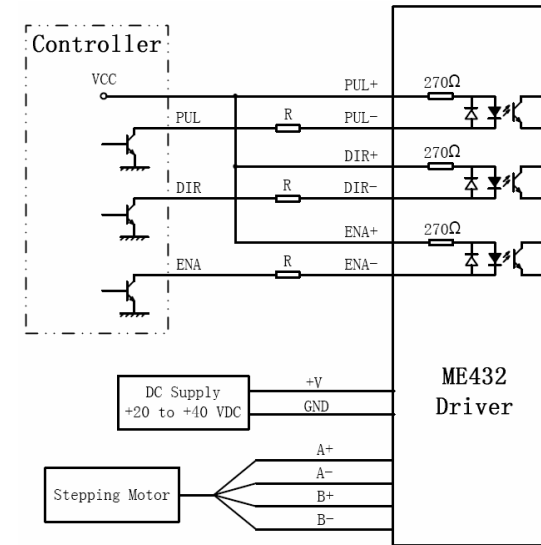 Controller
VCC
PUL+
270Ω
PUL
R
PUL-
DIR+
270Ω
DIR
R
DIR-
ENA+
270Ω
ENA
R
ENA-
ME432
Driver
DC Supply
+20 to +40 VDC
+V
GND
Stepping Motor
A+
A-
B+
B-